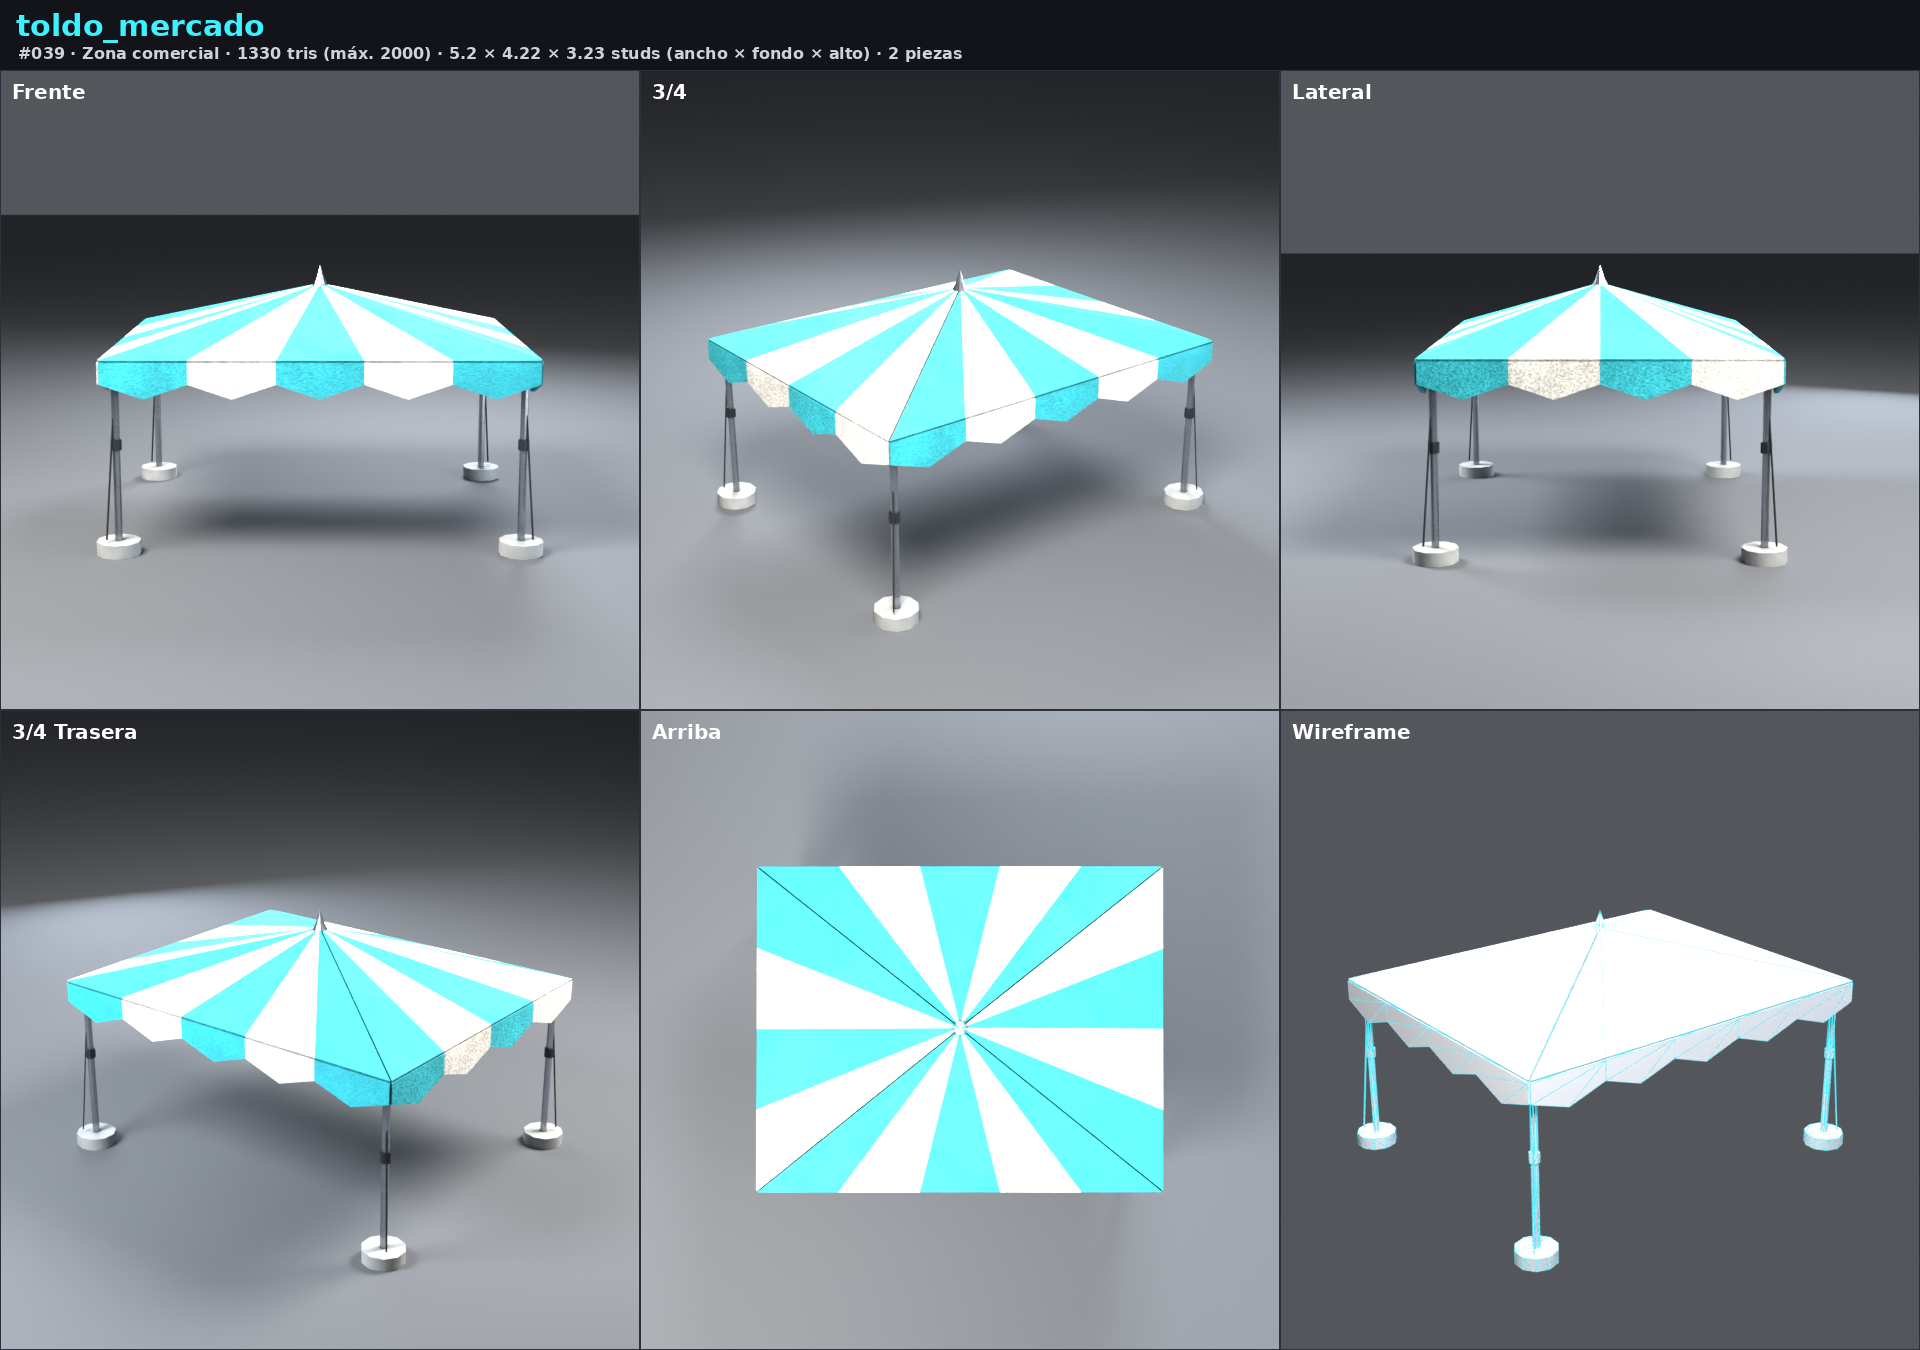 toldo_mercado
#039 · Zona comercial · 1330 tris (máx. 2000) · 5.2 × 4.22 × 3.23 studs (ancho × fondo × alto) · 2 piezas
Frente
3/4
Lateral
3/4 Trasera
Arriba
Wireframe